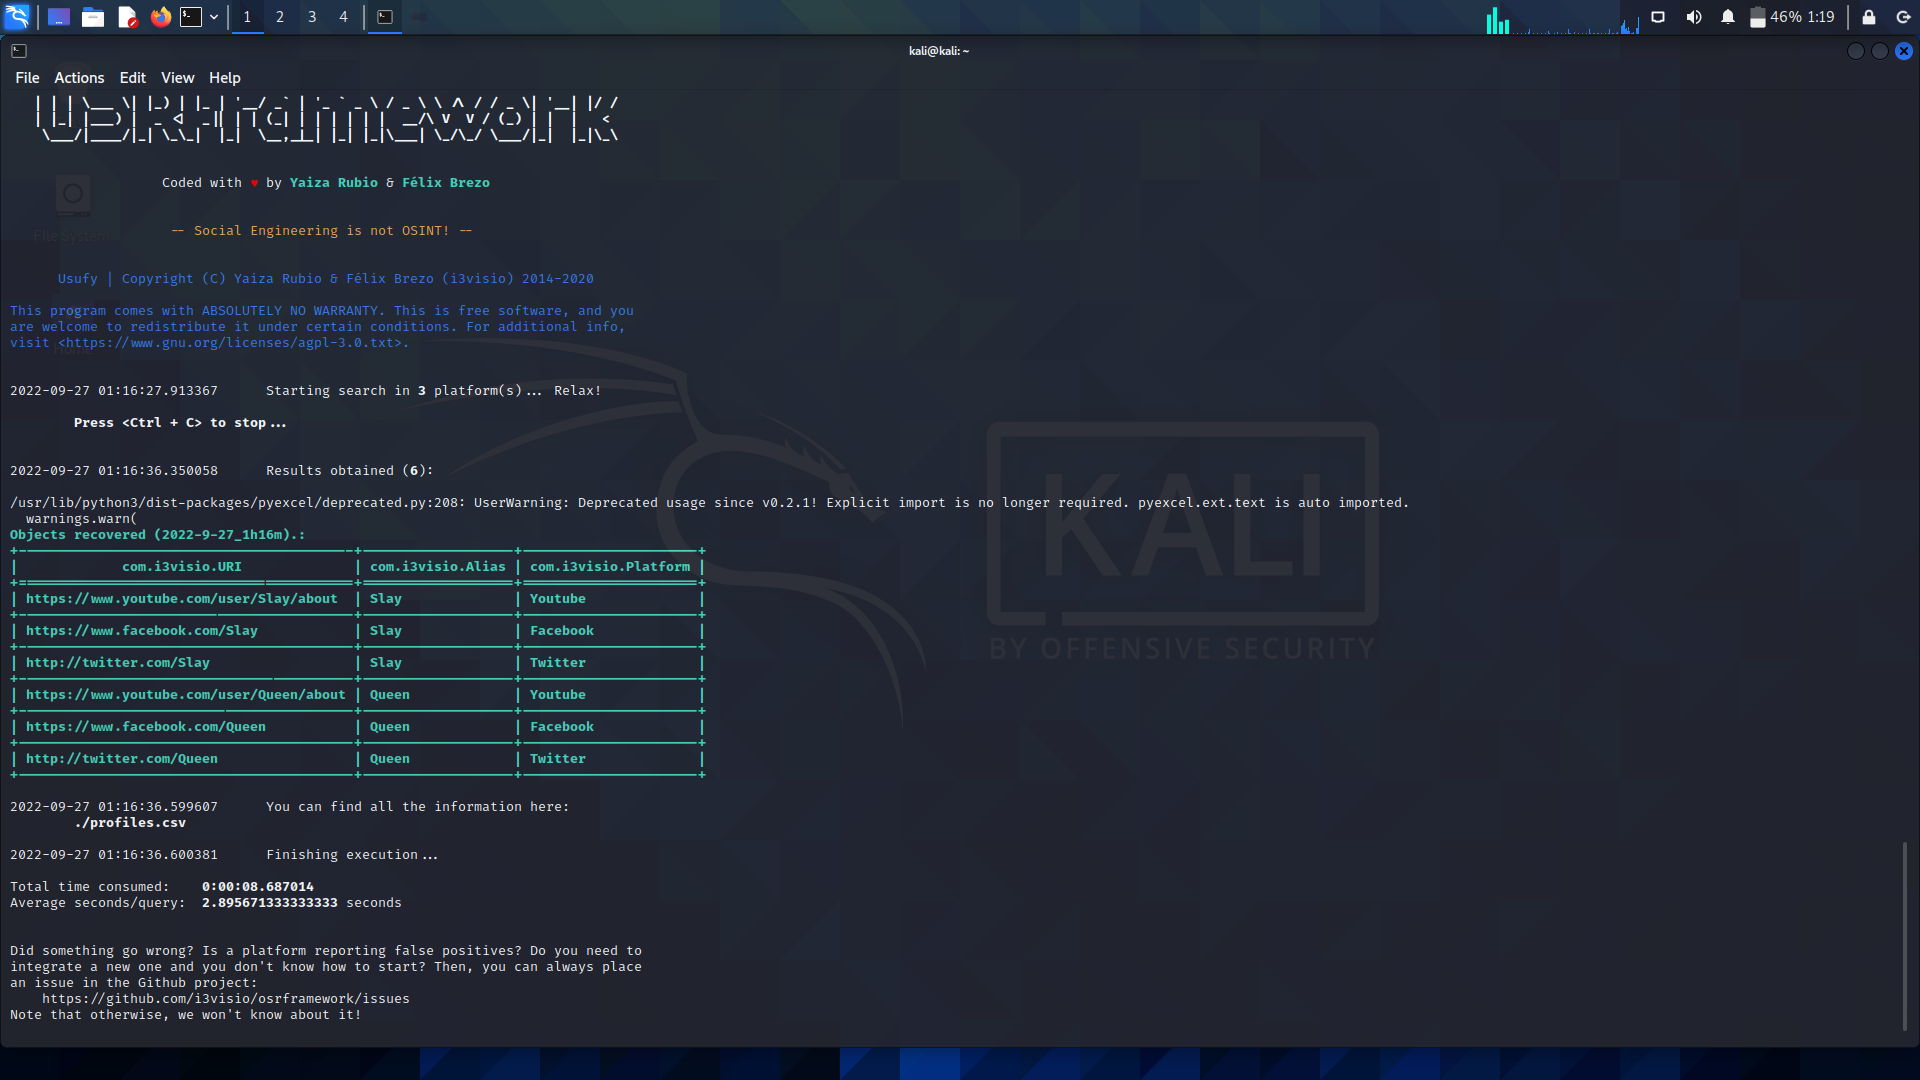 1 2 3 4
46% 1:19
kali@kali: ~
File Actions Edit View Help
OSRFramework
Coded with ♥ by Yaiza Rubio & Félix Brezo
-- Social Engineering is not OSINT! --
Usufy | Copyright (C) Yaiza Rubio & Félix Brezo (i3visio) 2014-2020
This program comes with ABSOLUTELY NO WARRANTY. This is free software, and you
are welcome to redistribute it under certain conditions. For additional info,
visit <https://www.gnu.org/licenses/agpl-3.0.txt>.
2022-09-27 01:16:27.913367 Starting search in 3 platform(s)... Relax!
Press <Ctrl + C> to stop...
2022-09-27 01:16:36.350058 Results obtained (6):
/usr/lib/python3/dist-packages/pyexcel/deprecated.py:208: UserWarning: Deprecated usage since v0.2.1! Explicit import is no longer required. pyexcel.ext.text is auto imported.
warnings.warn(
Objects recovered (2022-9-27_1h16m).:
com.i3visio.URI | com.i3visio.Alias | com.i3visio.Platform
https://www.youtube.com/user/Slay/about | Slay | Youtube
https://www.facebook.com/Slay | Slay | Facebook
http://twitter.com/Slay | Slay | Twitter
https://www.youtube.com/user/Queen/about | Queen | Youtube
https://www.facebook.com/Queen | Queen | Facebook
http://twitter.com/Queen | Queen | Twitter
2022-09-27 01:16:36.599607 You can find all the information here:
./profiles.csv
2022-09-27 01:16:36.600381 Finishing execution...
Total time consumed: 0:00:08.687014
Average seconds/query: 2.895671333333333 seconds
Did something go wrong? Is a platform reporting false positives? Do you need to
integrate a new one and you don't know how to start? Then, you can always place
an issue in the Github project:
https://github.com/i3visio/osrframework/issues
Note that otherwise, we won't know about it!
KALI
BY OFFENSIVE SECURITY
File System
Home